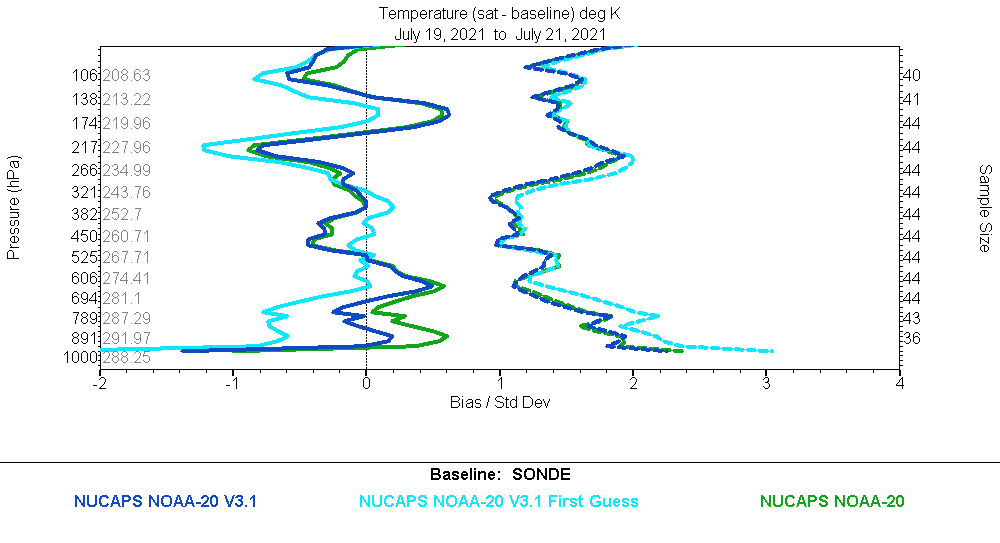 Temperature (sat - baseline) deg K
July 19, 2021 to July 21, 2021
106 208.63 40
138 213.22 41
174 219.96 44
217 227.96 44
266 234.99 44
321 243.76 44
382 252.7 44
450 260.71 44
525 267.71 44
606 274.41 44
694 281.1 44
789 287.29 43
891 291.97 36
1000 288.25
Pressure (hPa)
Sample Size
-2 -1 0 1 2 3 4
Bias / Std Dev
Baseline: SONDE
NUCAPS NOAA-20 V3.1 NUCAPS NOAA-20 V3.1 First Guess NUCAPS NOAA-20